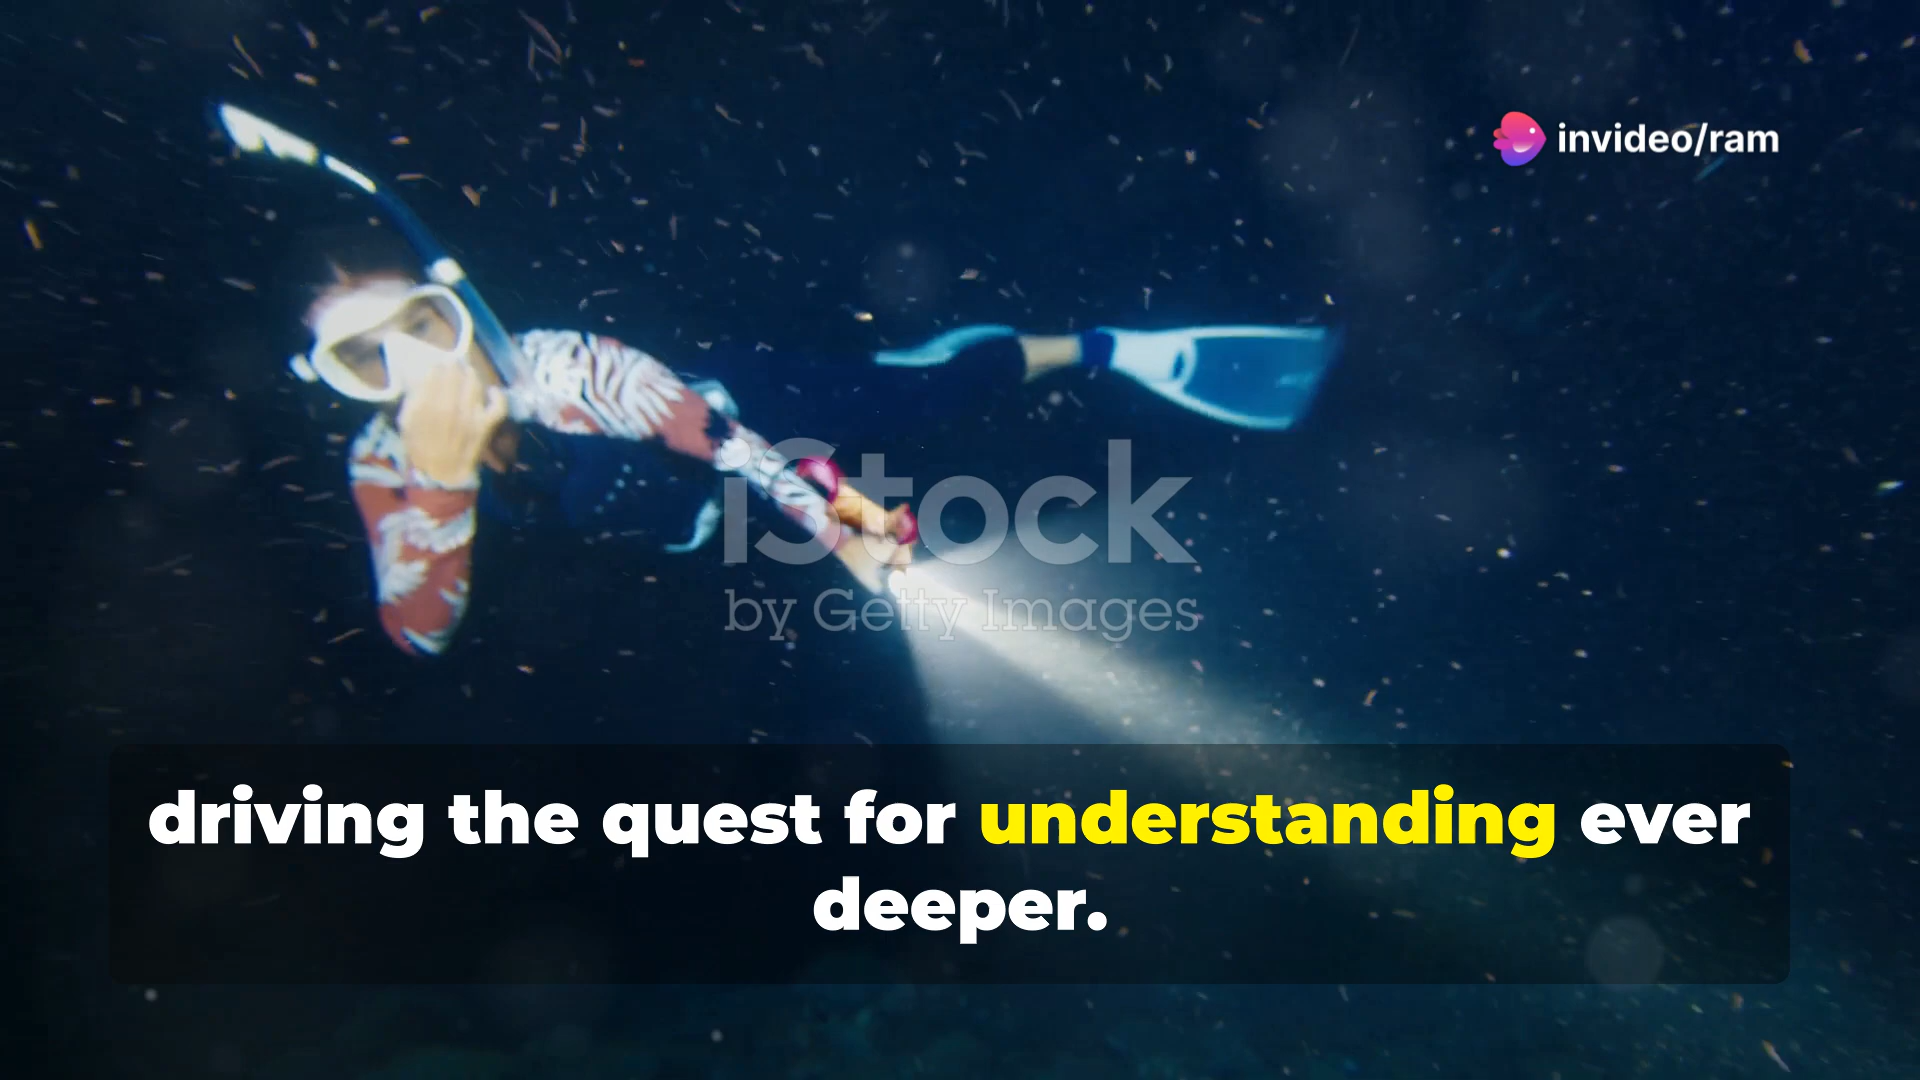 invideo/ram
iStock
by Getty Images
driving the quest for understanding ever
deeper.